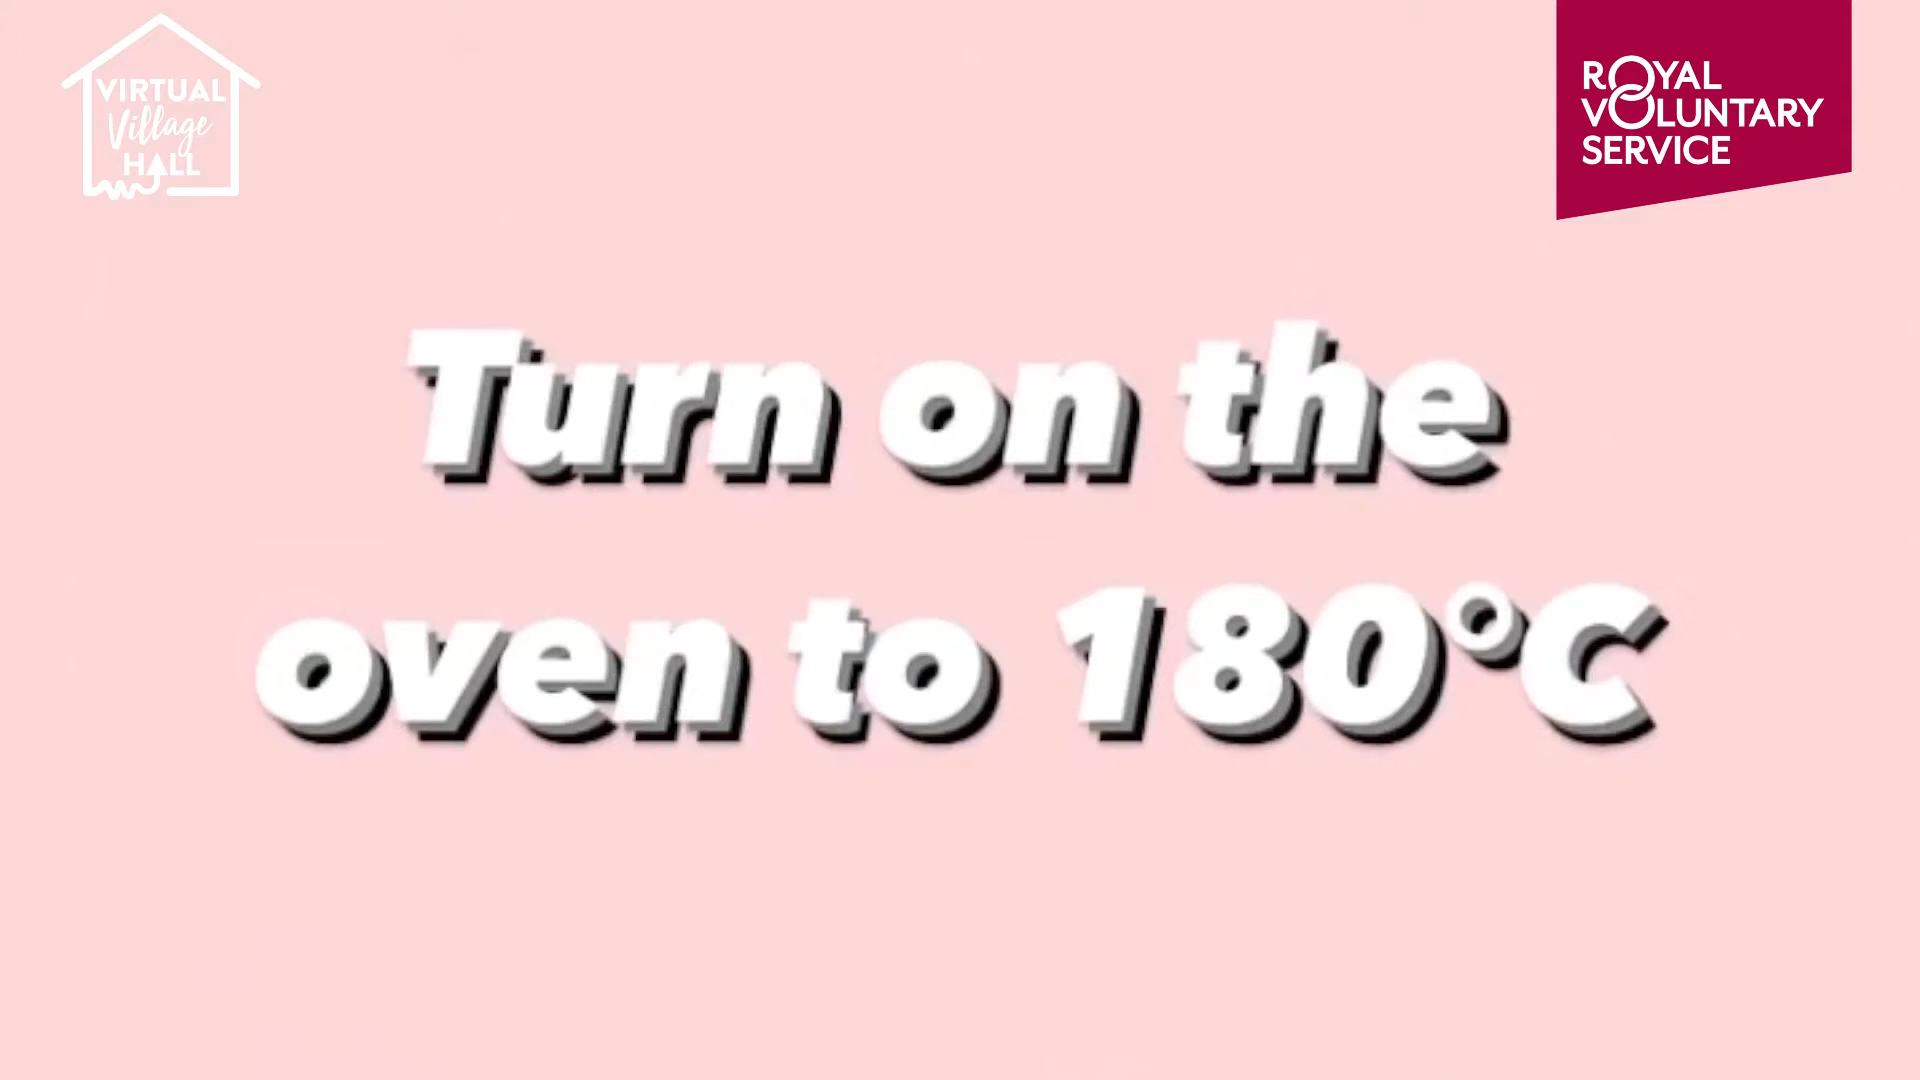 VIRTUAL
Village
HALL
ROYAL
VOLUNTARY
SERVICE
Turn on the
oven to 180°C